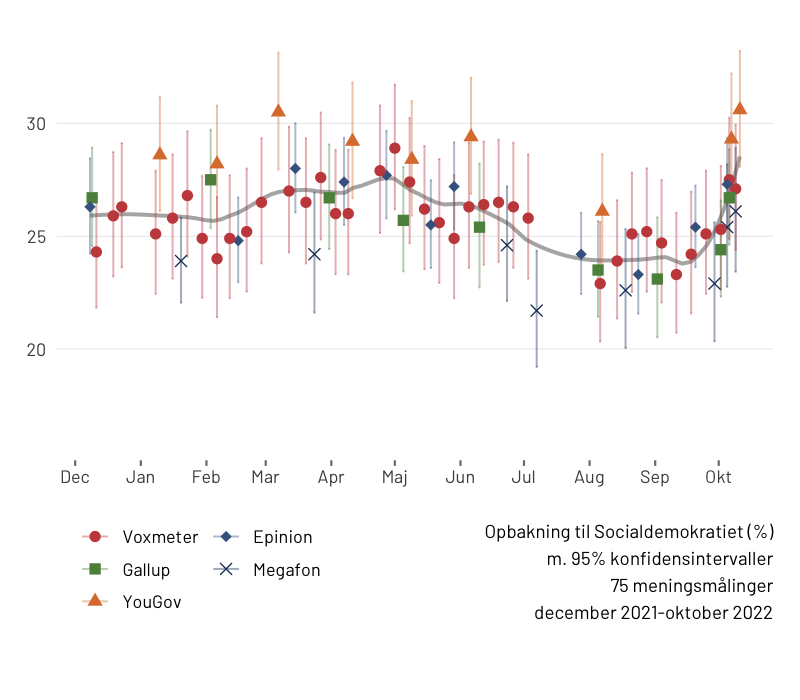 30
25
20
Dec Jan Feb Mar Apr Maj Jun Jul Aug Sep Okt
Voxmeter Epinion
Gallup Megafon
YouGov
Opbakning til Socialdemokratiet (%)
m. 95% konfidensintervaller
75 meningsmålinger
december 2021-oktober 2022